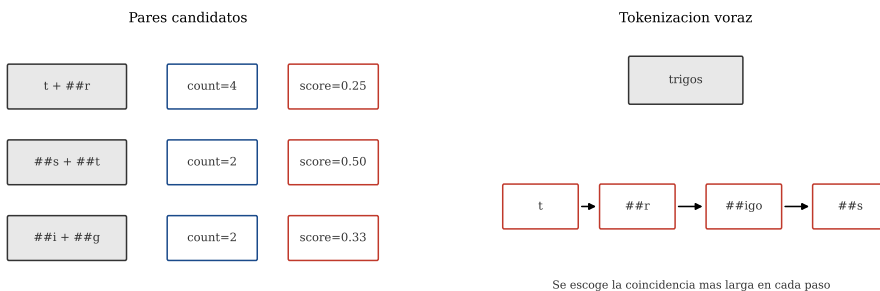 Pares candidatos
t + ##r count=4 score=0.25
##s + ##t count=2 score=0.50
##i + ##g count=2 score=0.33
Tokenizacion voraz
trigos
t ##r ##igo ##s
Se escoge la coincidencia mas larga en cada paso